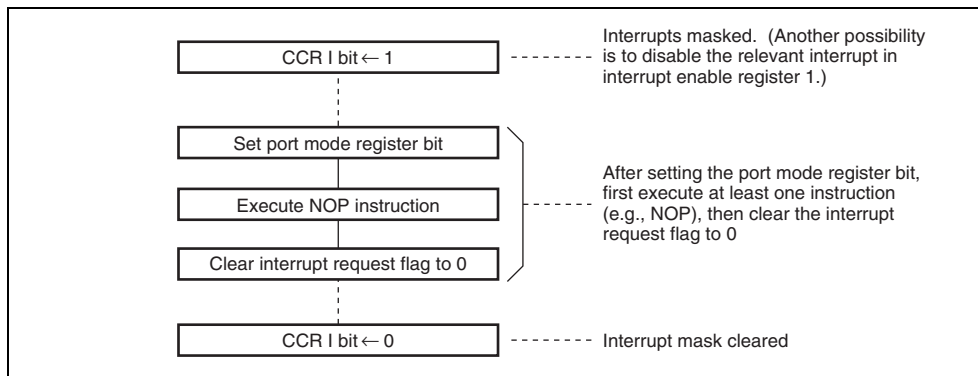 CCR I bit ← 1
Interrupts masked. (Another possibility
is to disable the relevant interrupt in
interrupt enable register 1.)
Set port mode register bit
Execute NOP instruction
Clear interrupt request flag to 0
After setting the port mode register bit,
first execute at least one instruction
(e.g., NOP), then clear the interrupt
request flag to 0
CCR I bit ← 0
Interrupt mask cleared